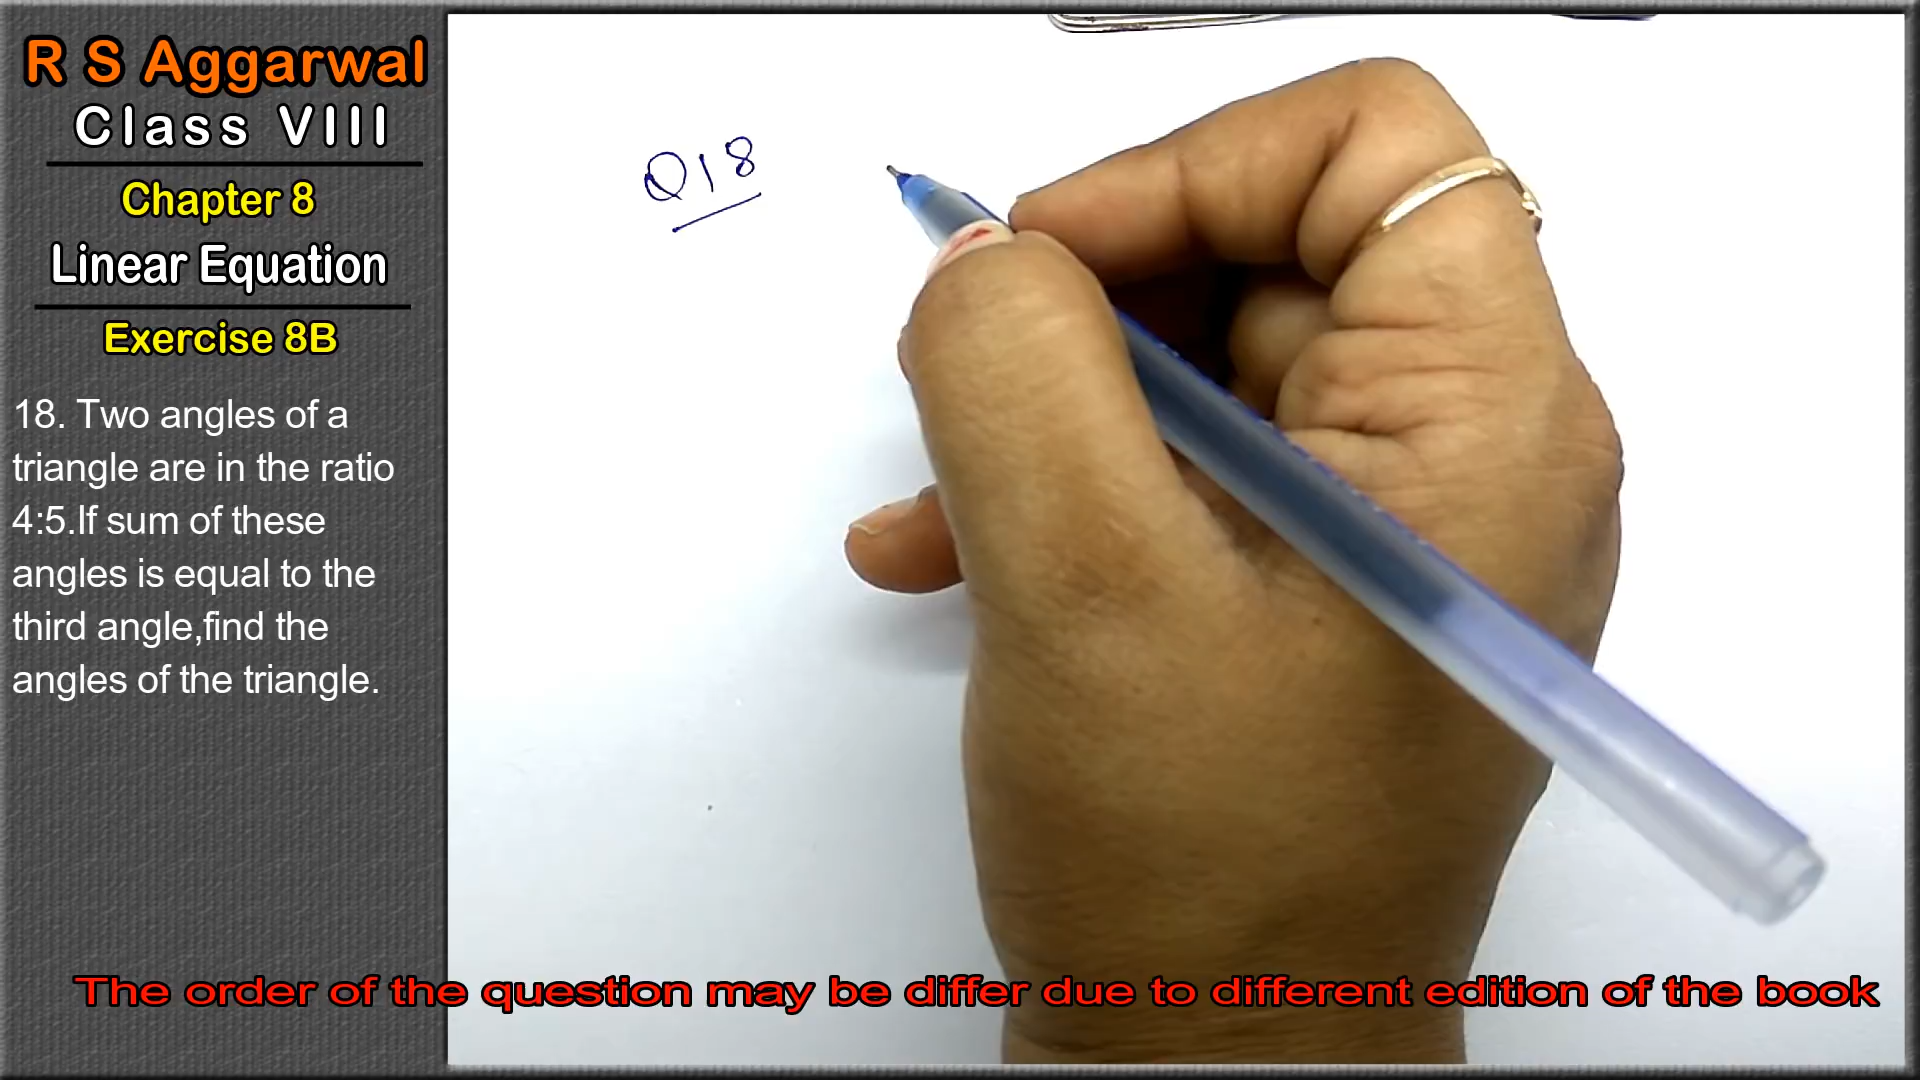 R S Aggarwal
Class VIII
Chapter 8
Linear Equation
Exercise 8B
18. Two angles of a
triangle are in the ratio
4:5.If sum of these
angles is equal to the
third angle,find the
angles of the triangle.
Q18
The order of the question may be differ due to different edition of the book